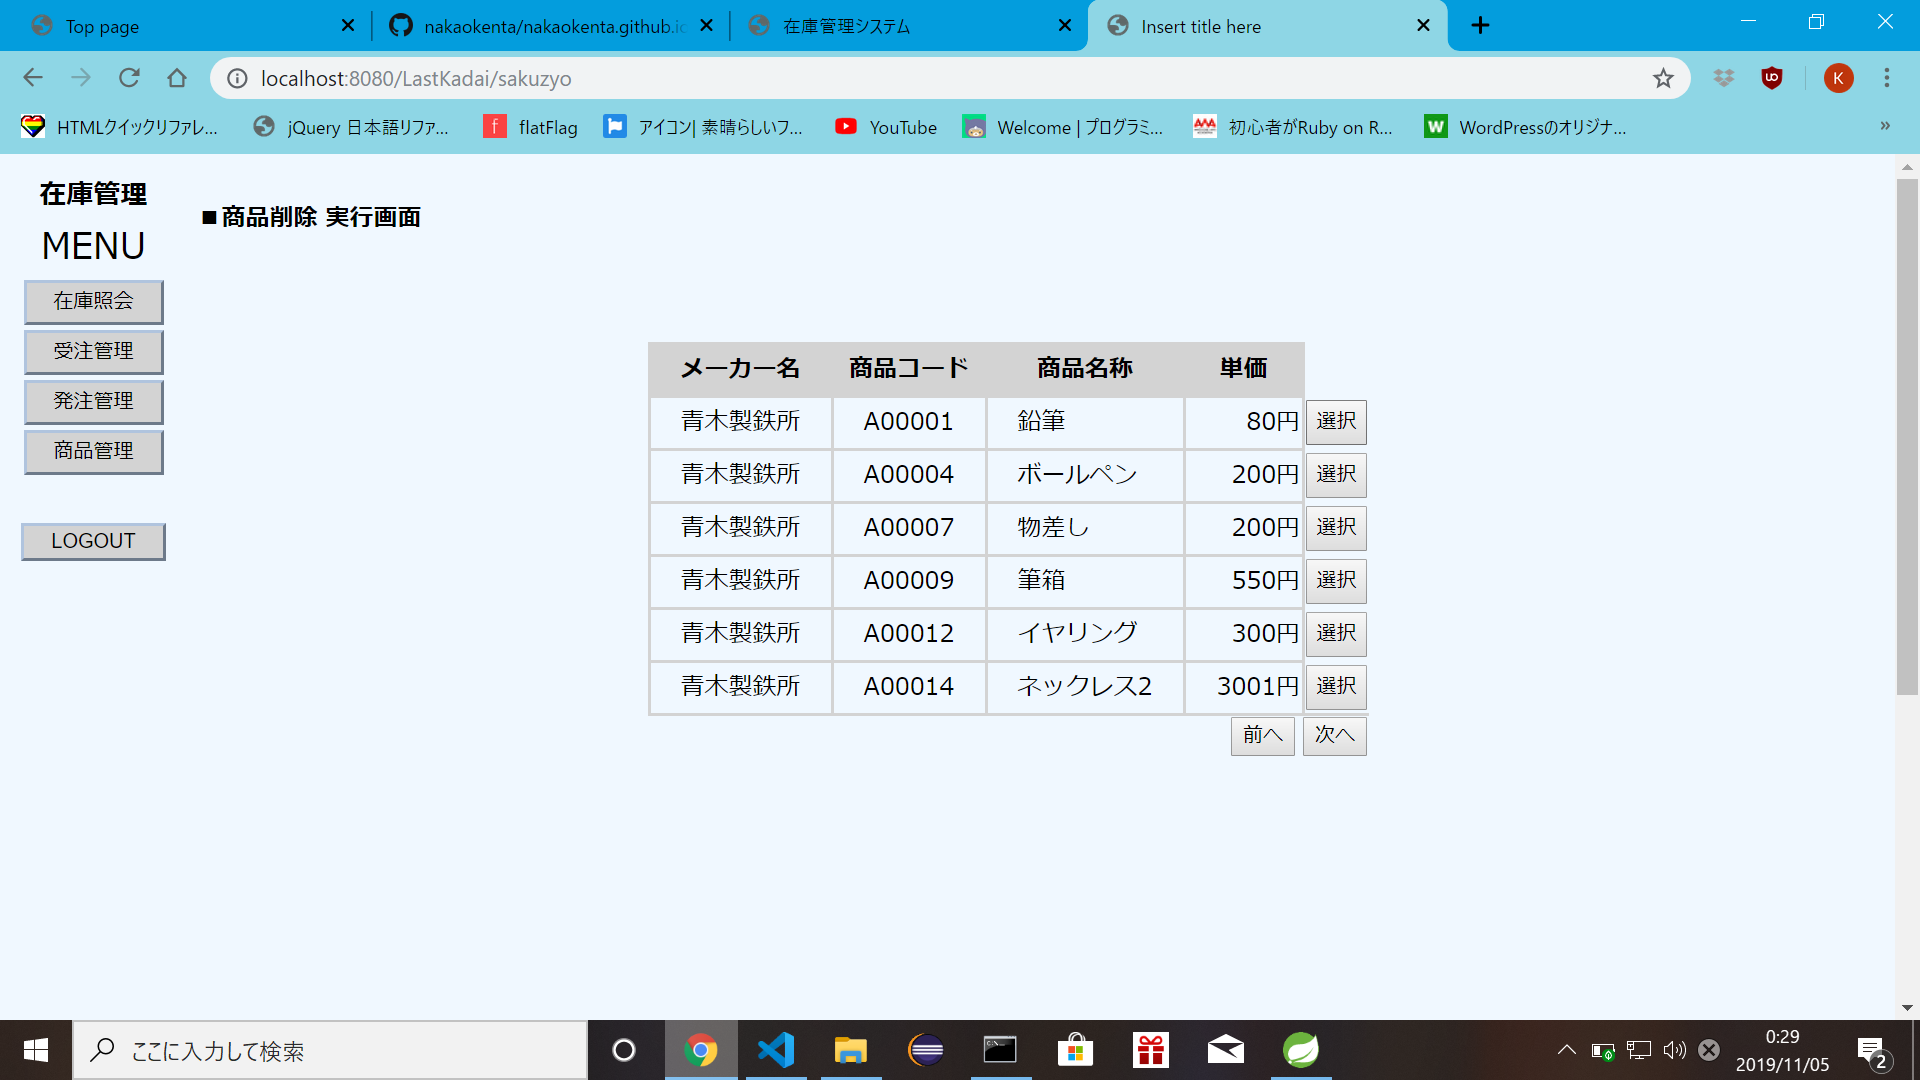 Top page
nakaokenta/nakaokenta.github.io
在庫管理システム
Insert title here
localhost:8080/LastKadai/sakuzyo
K
HTMLクイックリファレ...
jQuery 日本語リファ...
f flatFlag
アイコン| 素晴らしいフ...
YouTube
Welcome | プログラミ...
初心者がRuby on R...
W WordPressのオリジナ...
»
在庫管理
MENU
在庫照会
受注管理
発注管理
商品管理
LOGOUT
■商品削除 実行画面
メーカー名 商品コード 商品名称 単価
青木製鉄所 A00001 鉛筆 80円 選択
青木製鉄所 A00004 ボールペン 200円 選択
青木製鉄所 A00007 物差し 200円 選択
青木製鉄所 A00009 筆箱 550円 選択
青木製鉄所 A00012 イヤリング 300円 選択
青木製鉄所 A00014 ネックレス2 3001円 選択
前へ 次へ
ここに入力して検索
0:29
2019/11/05
2